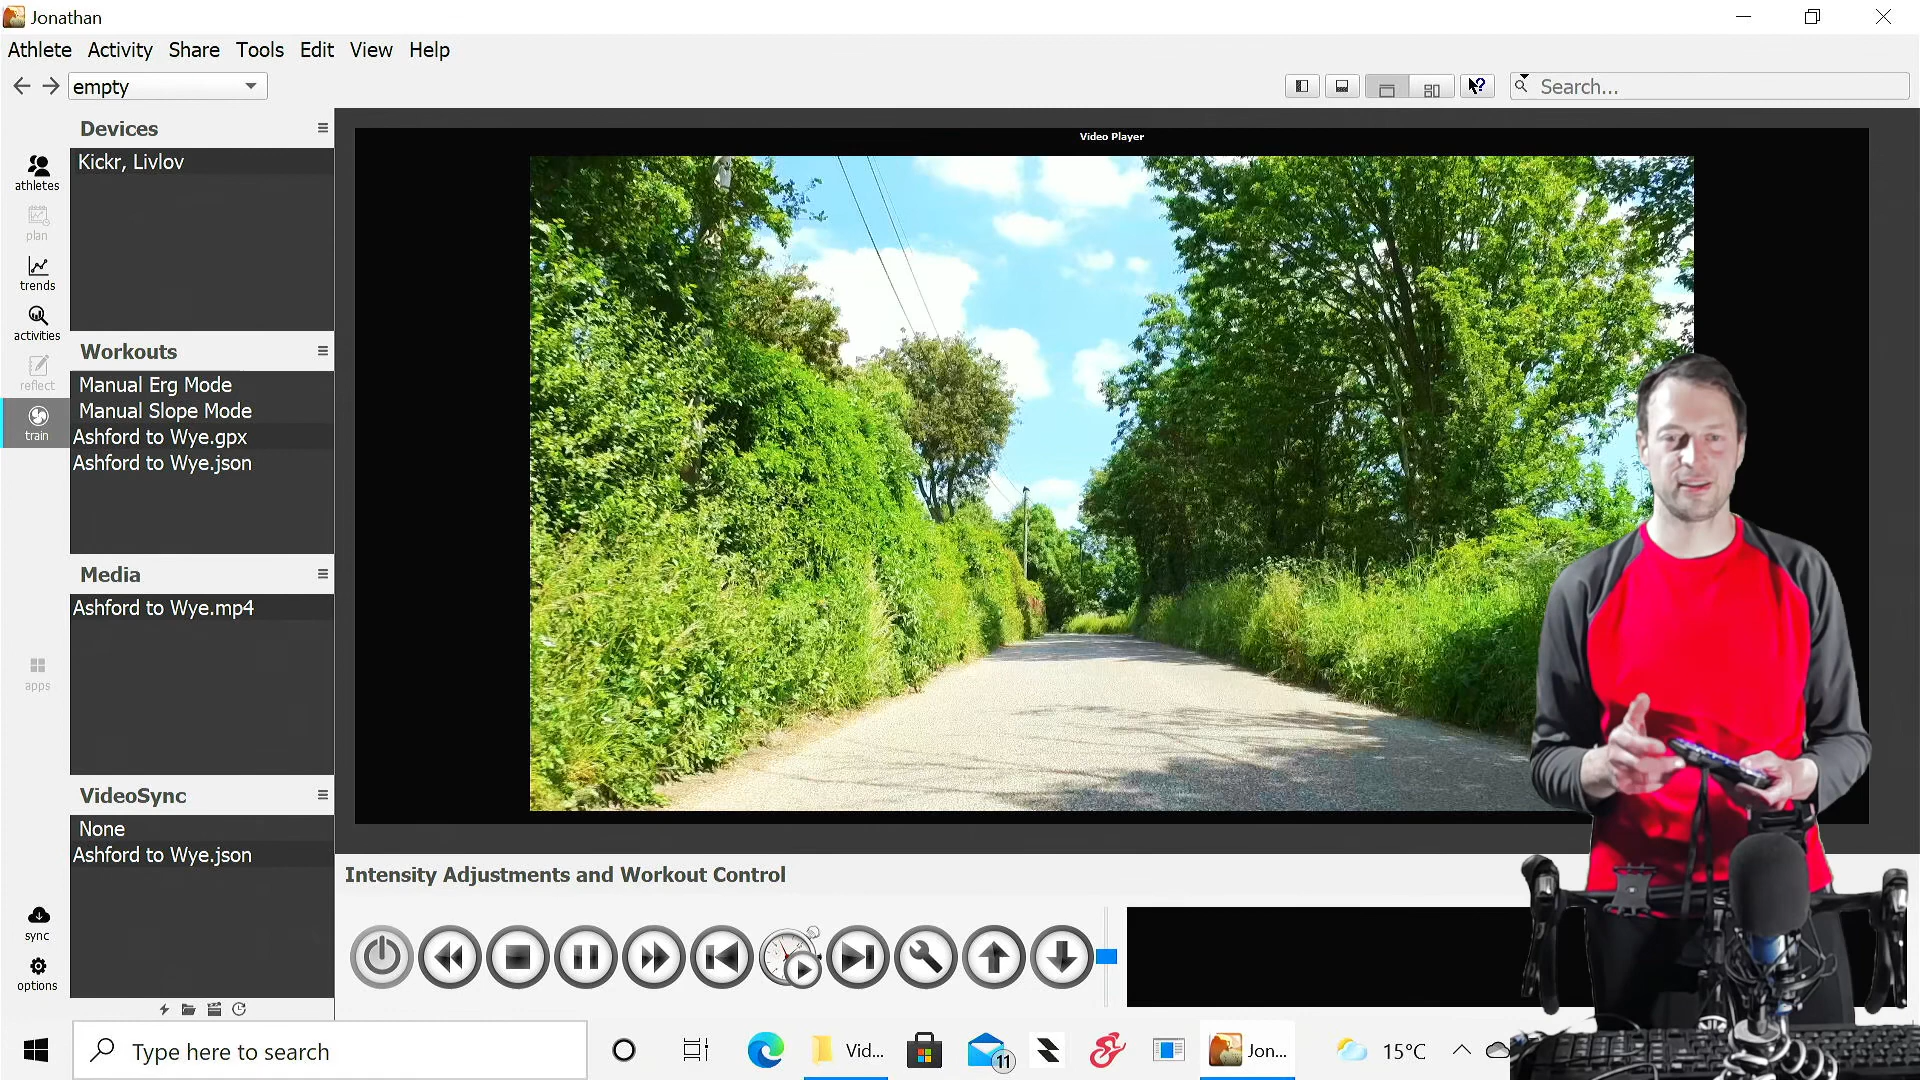 Jonathan
Athlete Activity Share Tools Edit View Help
empty
Search...
Devices
Kickr, Livlov
athletes
plan
trends
activities
reflect
train
apps
sync
options
Workouts
Manual Erg Mode
Manual Slope Mode
Ashford to Wye.gpx
Ashford to Wye.json
Media
Ashford to Wye.mp4
VideoSync
None
Ashford to Wye.json
Video Player
Intensity Adjustments and Workout Control
Type here to search
Vid...
11
Jon...
15°C